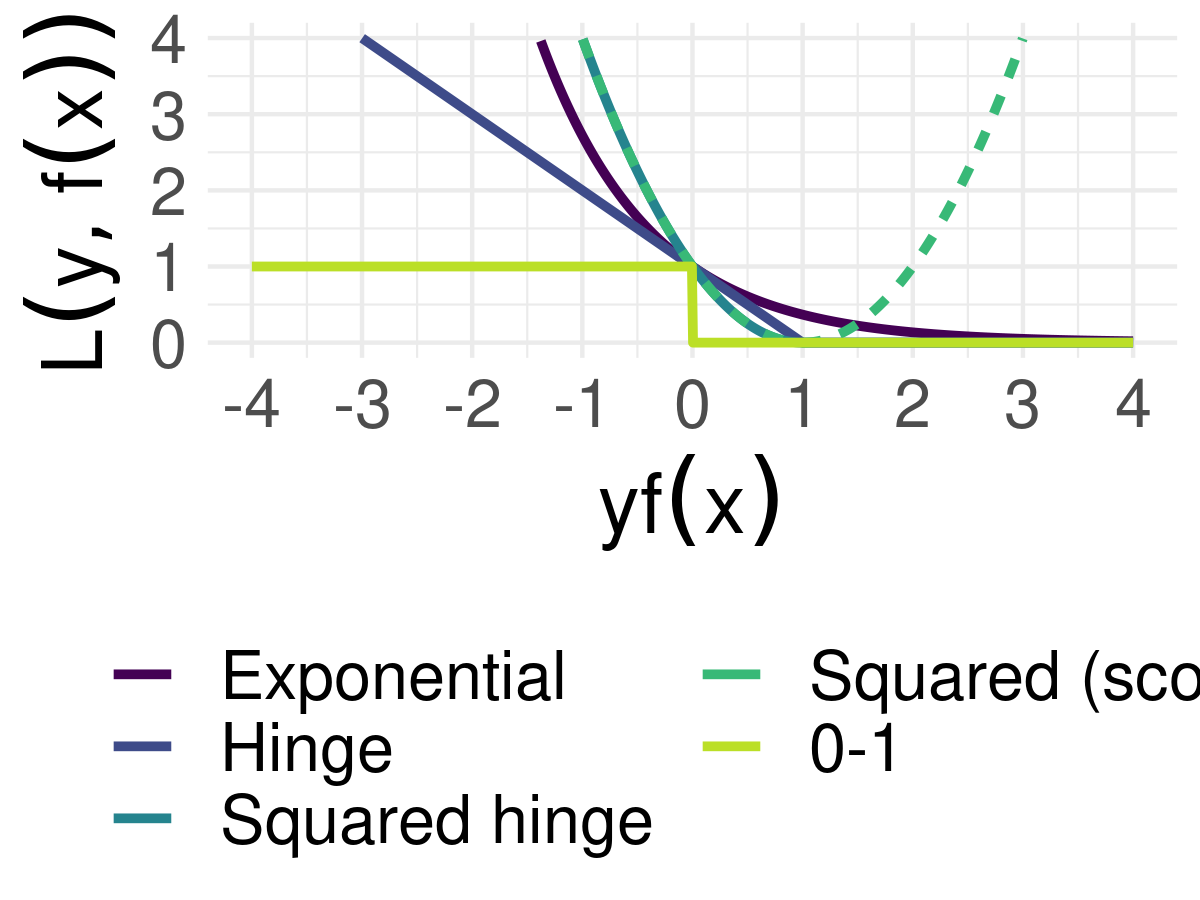 L(y, f(x))
4
3
2
1
0
-4 -3 -2 -1 0 1 2 3 4
yf(x)
Exponential
Hinge
Squared hinge
Squared (sco
0-1